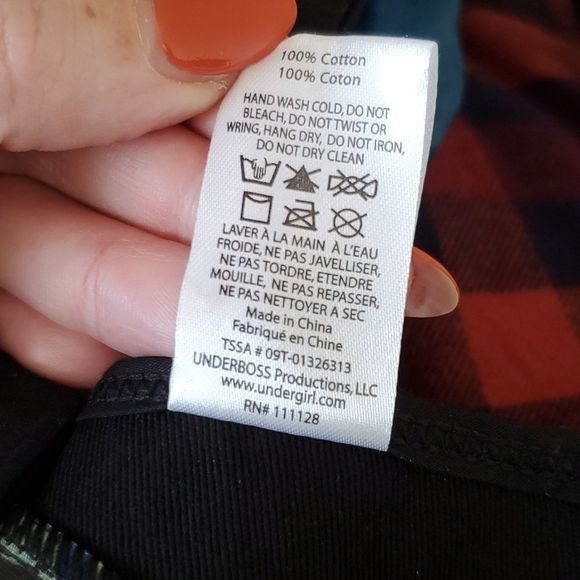 100% Cotton
100% Coton
HAND WASH COLD, DO NOT
BLEACH, DO NOT TWIST OR
WRING, HANG DRY, DO NOT IRON,
DO NOT DRY CLEAN
LAVER À LA MAIN À L'EAU
FROIDE, NE PAS JAVELLISER,
NE PAS TORDRE, ETENDRE
MOUILLE, NE PAS REPASSER,
NE PAS NETTOYER A SEC
Made in China
Fabriqué en Chine
TSSA # 09T-01326313
UNDERBOSS Productions, LLC
www.undergirl.com
RN# 111128